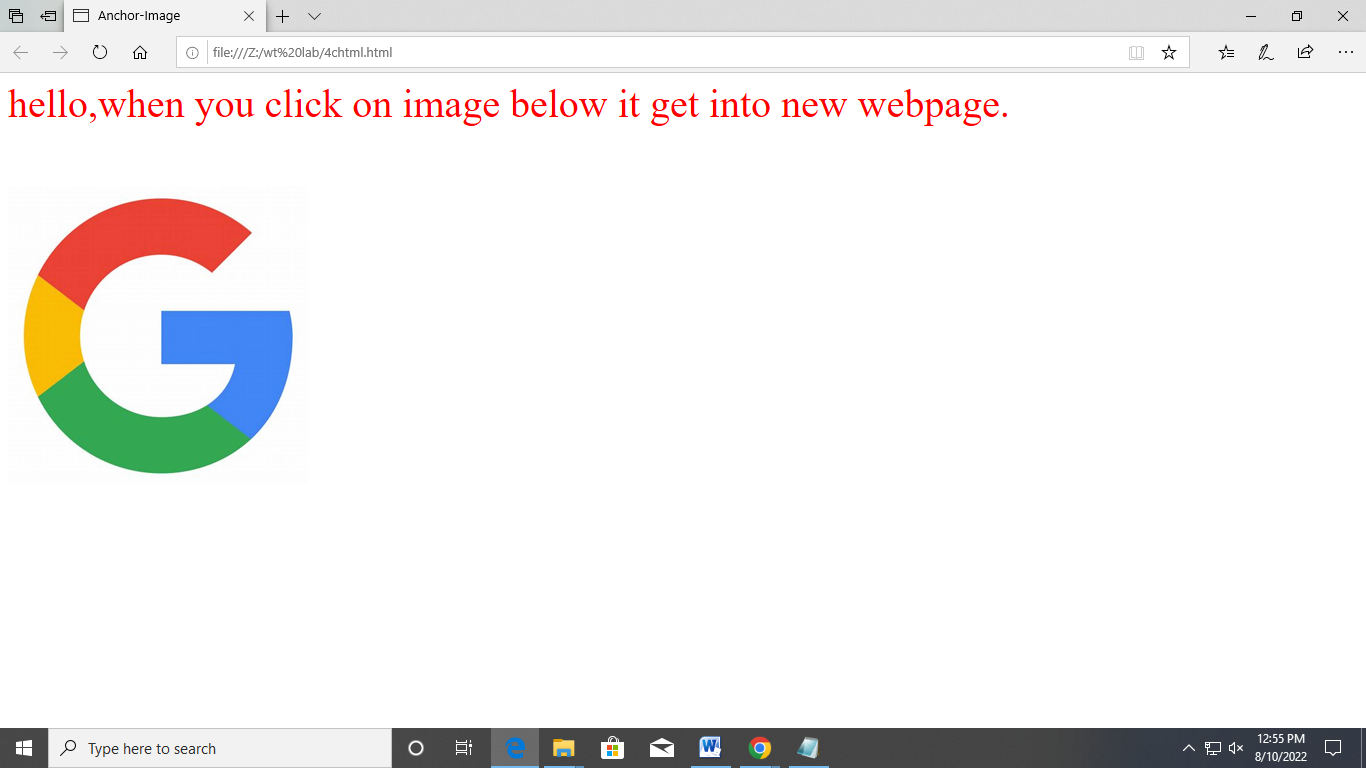 Anchor-Image
file:///Z:/wt%20lab/4chtml.html
hello,when you click on image below it get into new webpage.
G
Type here to search
12:55 PM
8/10/2022